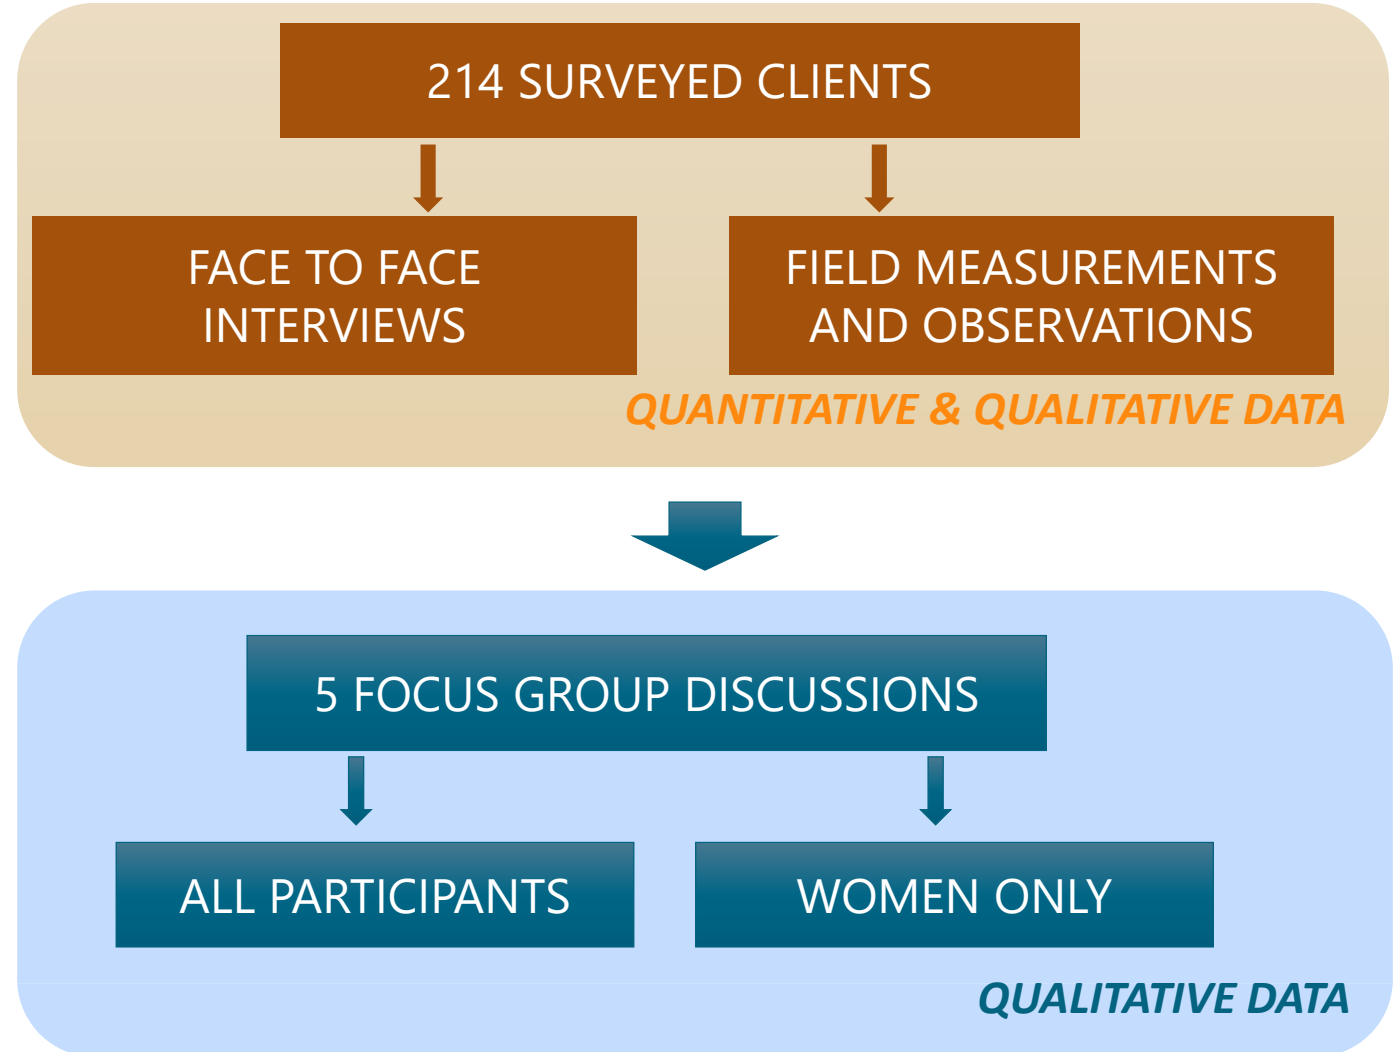 214 SURVEYED CLIENTS
FACE TO FACE
INTERVIEWS
FIELD MEASUREMENTS
AND OBSERVATIONS
QUANTITATIVE & QUALITATIVE DATA
5 FOCUS GROUP DISCUSSIONS
ALL PARTICIPANTS
WOMEN ONLY
QUALITATIVE DATA